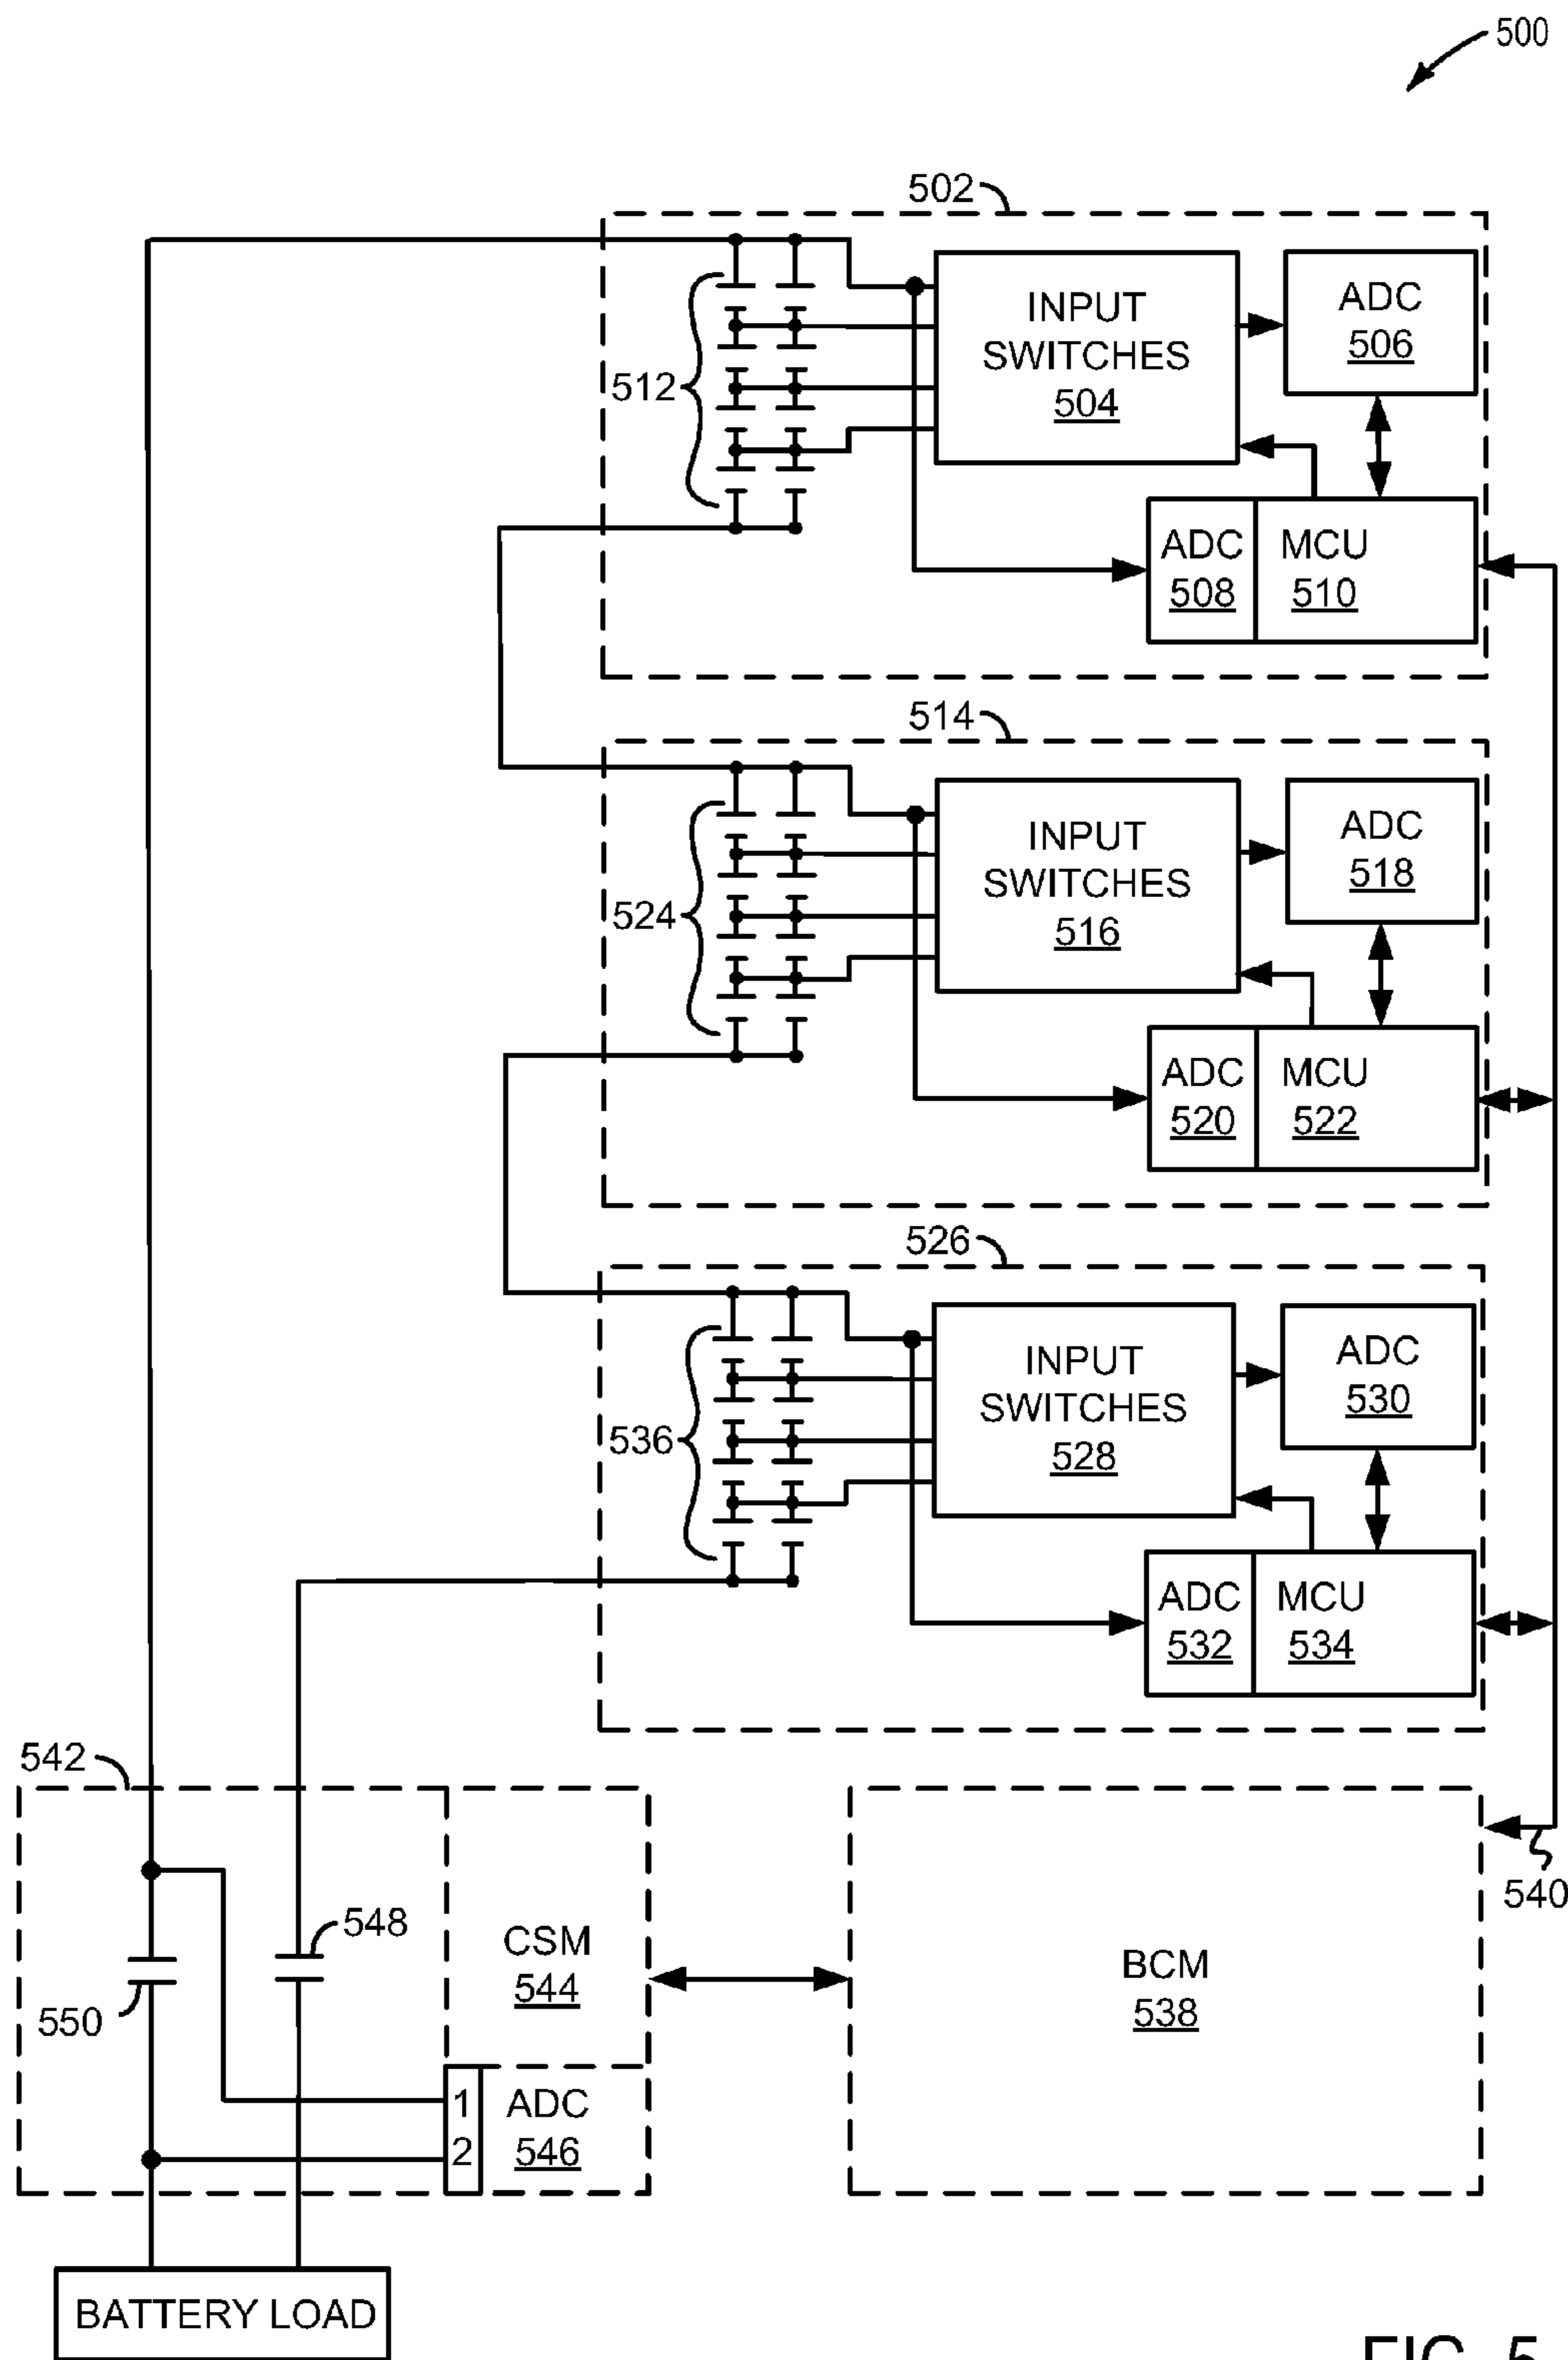 500
502
INPUT
SWITCHES
504
ADC
506
512
ADC
508
MCU
510
514
INPUT
SWITCHES
516
ADC
518
524
ADC
520
MCU
522
526
INPUT
SWITCHES
528
ADC
530
536
ADC
532
MCU
534
542
548
550
CSM
544
1
2
ADC
546
BCM
538
540
BATTERY LOAD
FIG. 5